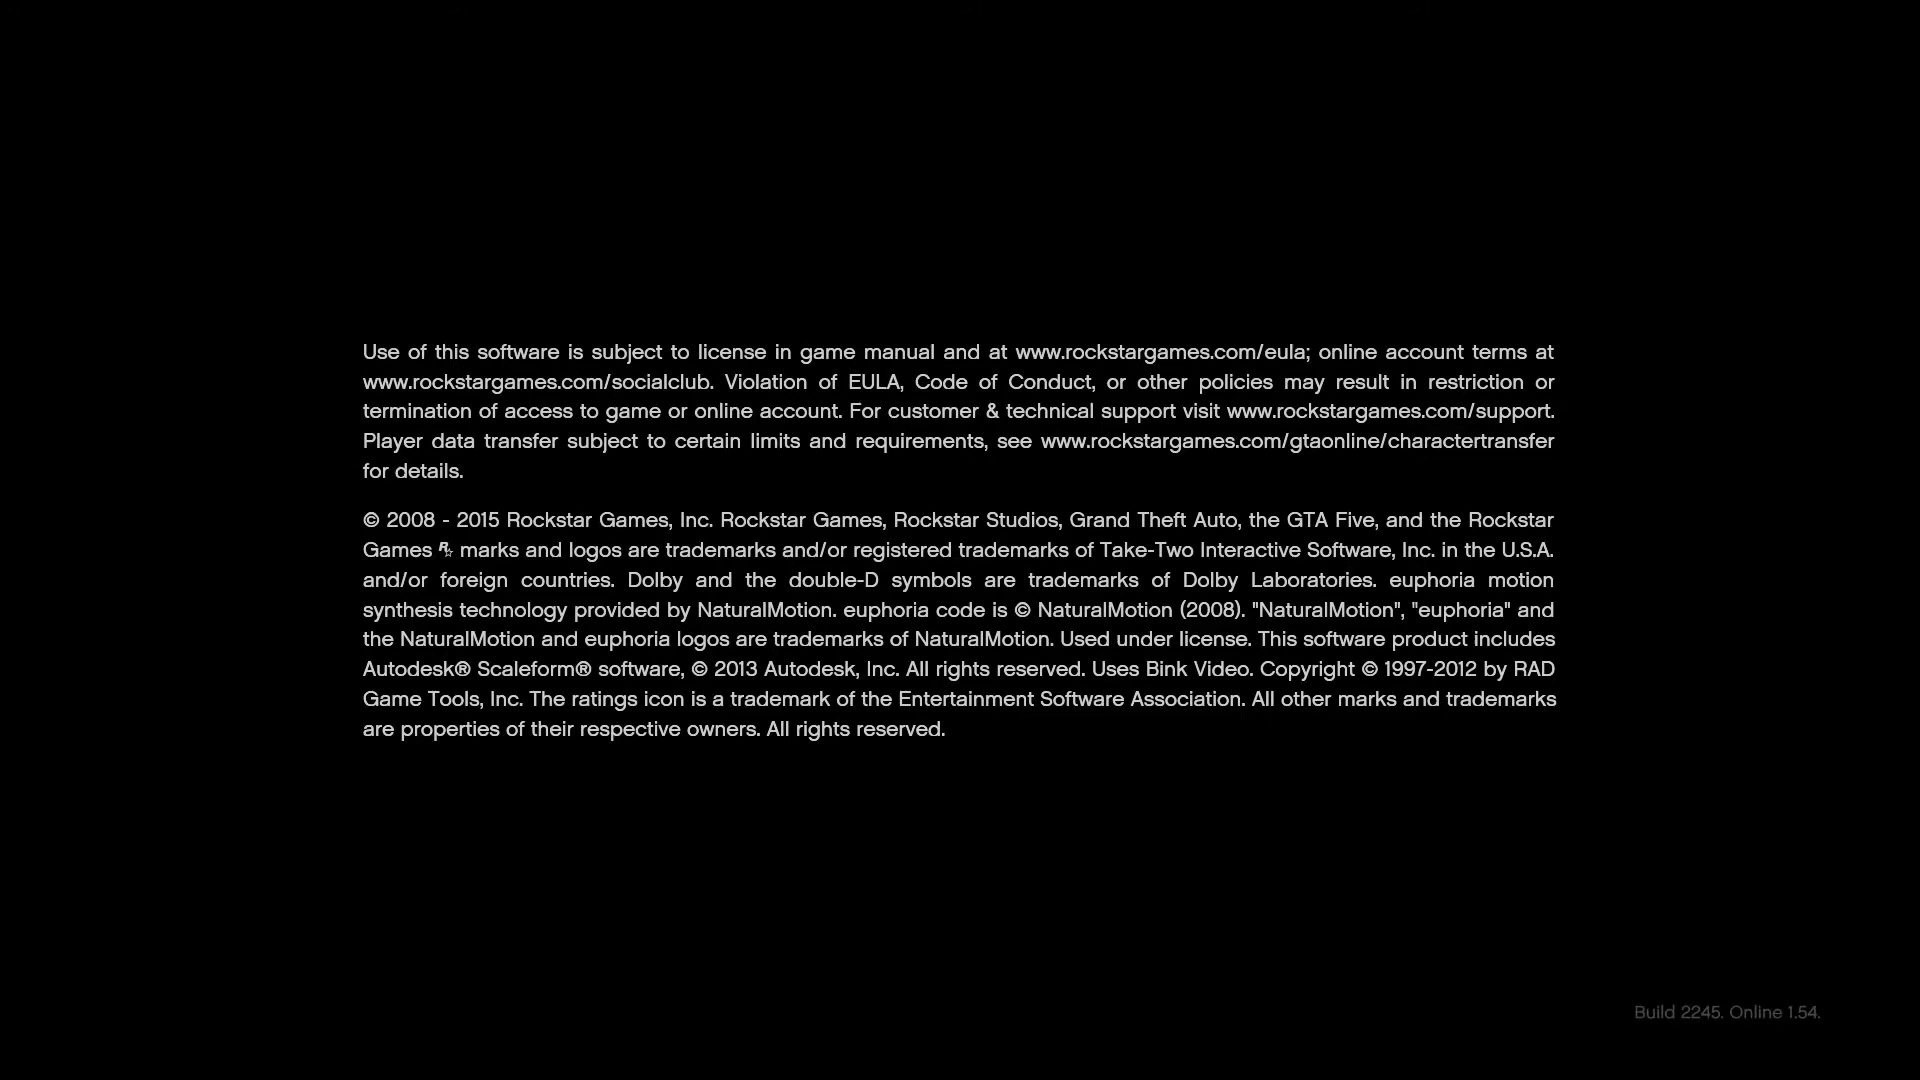 Use of this software is subject to license in game manual and at www.rockstargames.com/eula; online account terms at
www.rockstargames.com/socialclub. Violation of EULA, Code of Conduct, or other policies may result in restriction or
termination of access to game or online account. For customer & technical support visit www.rockstargames.com/support.
Player data transfer subject to certain limits and requirements, see www.rockstargames.com/gtaonline/charactertransfer
for details.
© 2008 - 2015 Rockstar Games, Inc. Rockstar Games, Rockstar Studios, Grand Theft Auto, the GTA Five, and the Rockstar
Games R* marks and logos are trademarks and/or registered trademarks of Take-Two Interactive Software, Inc. in the U.S.A.
and/or foreign countries. Dolby and the double-D symbols are trademarks of Dolby Laboratories. euphoria motion
synthesis technology provided by NaturalMotion. euphoria code is © NaturalMotion (2008). "NaturalMotion", "euphoria" and
the NaturalMotion and euphoria logos are trademarks of NaturalMotion. Used under license. This software product includes
Autodesk® Scaleform® software, © 2013 Autodesk, Inc. All rights reserved. Uses Bink Video. Copyright © 1997-2012 by RAD
Game Tools, Inc. The ratings icon is a trademark of the Entertainment Software Association. All other marks and trademarks
are properties of their respective owners. All rights reserved.
Build 2245. Online 1.54.